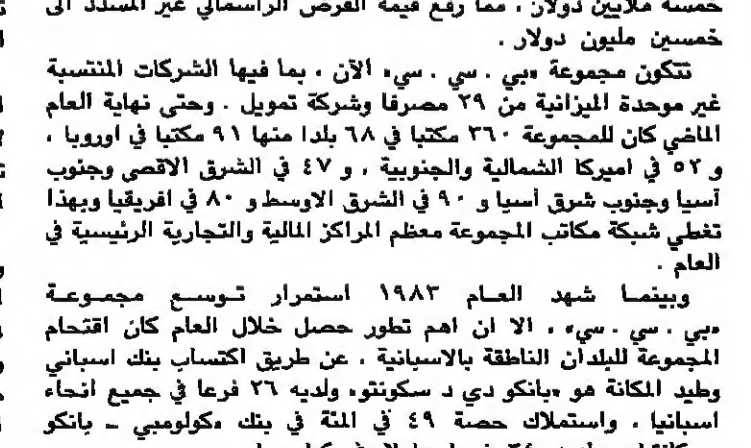 خمسة ملايين دولار ، مما رفع قيمة القرض الراسمالي غير المسدد الى
خمسين مليون دولار .
تتكون مجموعة «بي . سي . سي» الآن ، بما فيها الشركات المنتسبة
غير موحدة الميزانية من ٢٩ مصرفا وشركة تمويل . وحتى نهاية العام
الماضي كان للمجموعة ٣٦٠ مكتبا في ٦٨ بلدا منها ٩١ مكتبا في اوروبا ،
و ٥٢ في اميركا الشمالية والجنوبية ، و ٤٧ في الشرق الاقصى وجنوب
آسيا وجنوب شرق آسيا و ٩٠ في الشرق الاوسط و ٨٠ في افريقيا وبهذا
تغطي شبكة مكاتب المجموعة معظم المراكز المالية والتجارية الرئيسية في
العام .
وبينما شهد العام ١٩٨٣ استمرار توسع مجموعة
«بي . سي . سي» ، الا ان اهم تطور حصل خلال العام كان اقتحام
المجموعة للبلدان الناطقة بالاسبانية ، عن طريق اكتساب بنك اسباني
وطيد المكانة هو «بانكو دي د سكونتو» ولديه ٢٦ فرعا في جميع انحاء
اسبانيا ، واستملاك حصة ٤٩ في المئة في بنك «كولومبي – بانكو